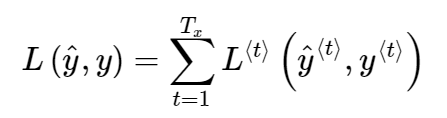 L (ŷ, y) = ∑_{t=1}^{T_x} L^{⟨t⟩} (ŷ^{⟨t⟩}, y^{⟨t⟩})